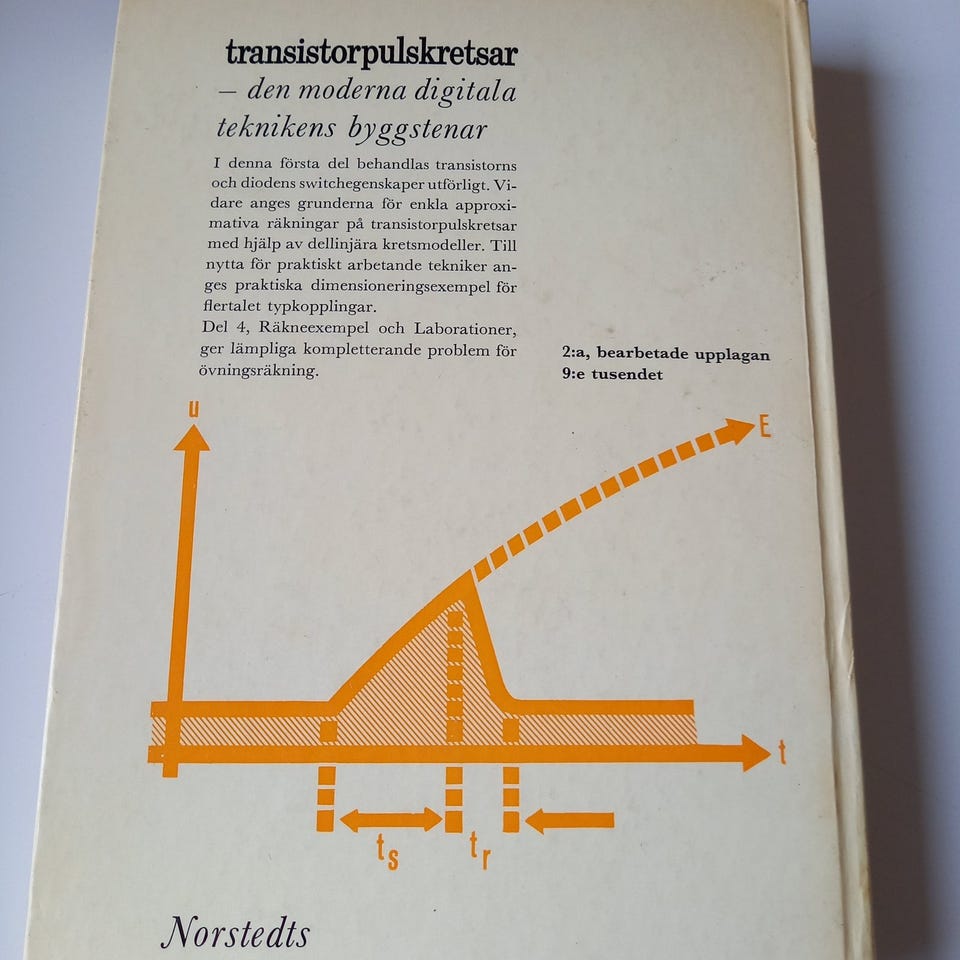 transistorpulskretsar
– den moderna digitala
teknikens byggstenar
I denna första del behandlas transistorns
och diodens switchegenskaper utförligt. Vi-
dare anges grunderna för enkla approxi-
mativa räkningar på transistorpulskretsar
med hjälp av dellinjära kretsmodeller. Till
nytta för praktiskt arbetande tekniker an-
ges praktiska dimensioneringsexempel för
flertalet typkopplingar.
Del 4, Räkneexempel och Laborationer,
ger lämpliga kompletterande problem för
övningsräkning.
2:a, bearbetade upplagan
9:e tusendet
u
E
t
ts
tr
Norstedts